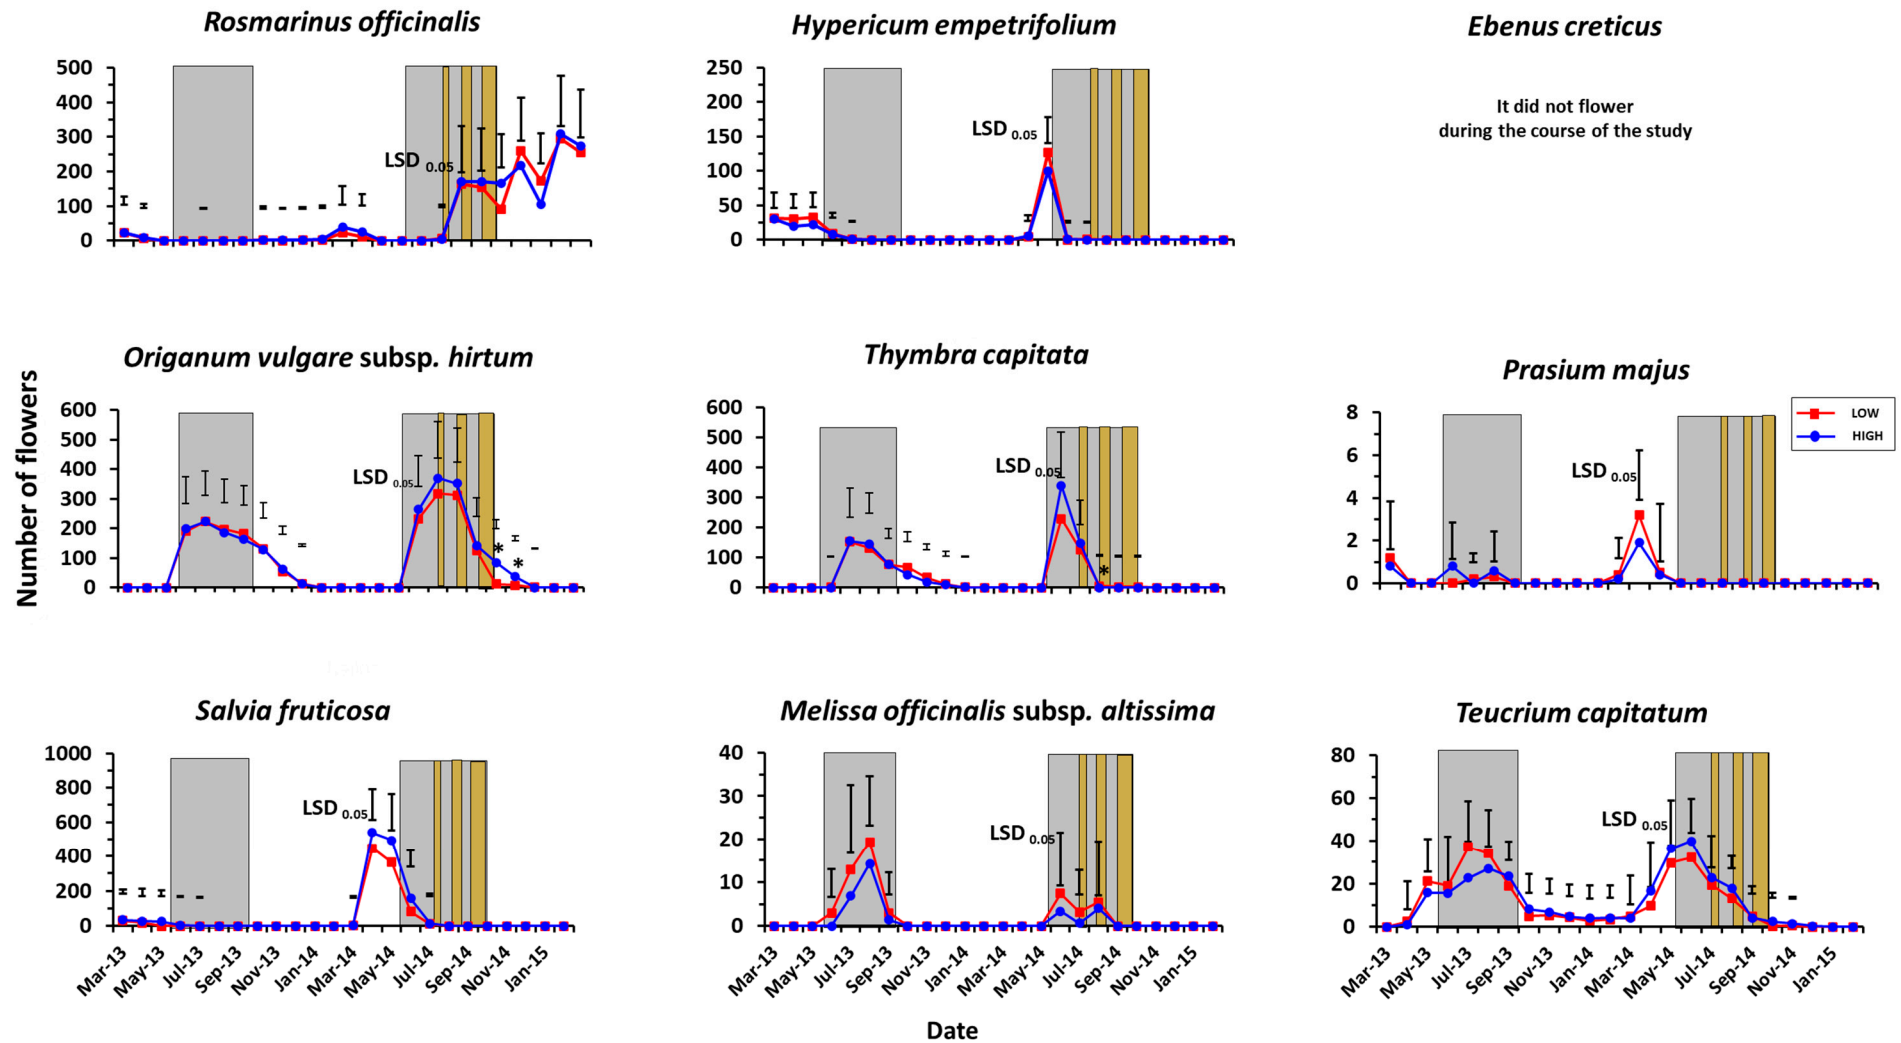 Rosmarinus officinalis
Hypericum empetrifolium
Ebenus creticus
500
400
300
200
100
0
LSD 0.05
250
200
150
100
50
0
LSD 0.05
It did not flower
during the course of the study
Number of flowers
Origanum vulgare subsp. hirtum
Thymbra capitata
Prasium majus
600
500
400
300
200
100
0
LSD 0.05
*
*
600
500
400
300
200
100
0
LSD 0.05
*
8
6
4
2
0
LSD 0.05
LOW
HIGH
Salvia fruticosa
Melissa officinalis subsp. altissima
Teucrium capitatum
1000
800
600
400
200
0
LSD 0.05
Mar-13 May-13 Jul-13 Sep-13 Nov-13 Jan-14 Mar-14 May-14 Jul-14 Sep-14 Nov-14 Jan-15
40
30
20
10
0
LSD 0.05
Mar-13 May-13 Jul-13 Sep-13 Nov-13 Jan-14 Mar-14 May-14 Jul-14 Sep-14 Nov-14 Jan-15
80
60
40
20
0
LSD 0.05
Mar-13 May-13 Jul-13 Sep-13 Nov-13 Jan-14 Mar-14 May-14 Jul-14 Sep-14 Nov-14 Jan-15
Date